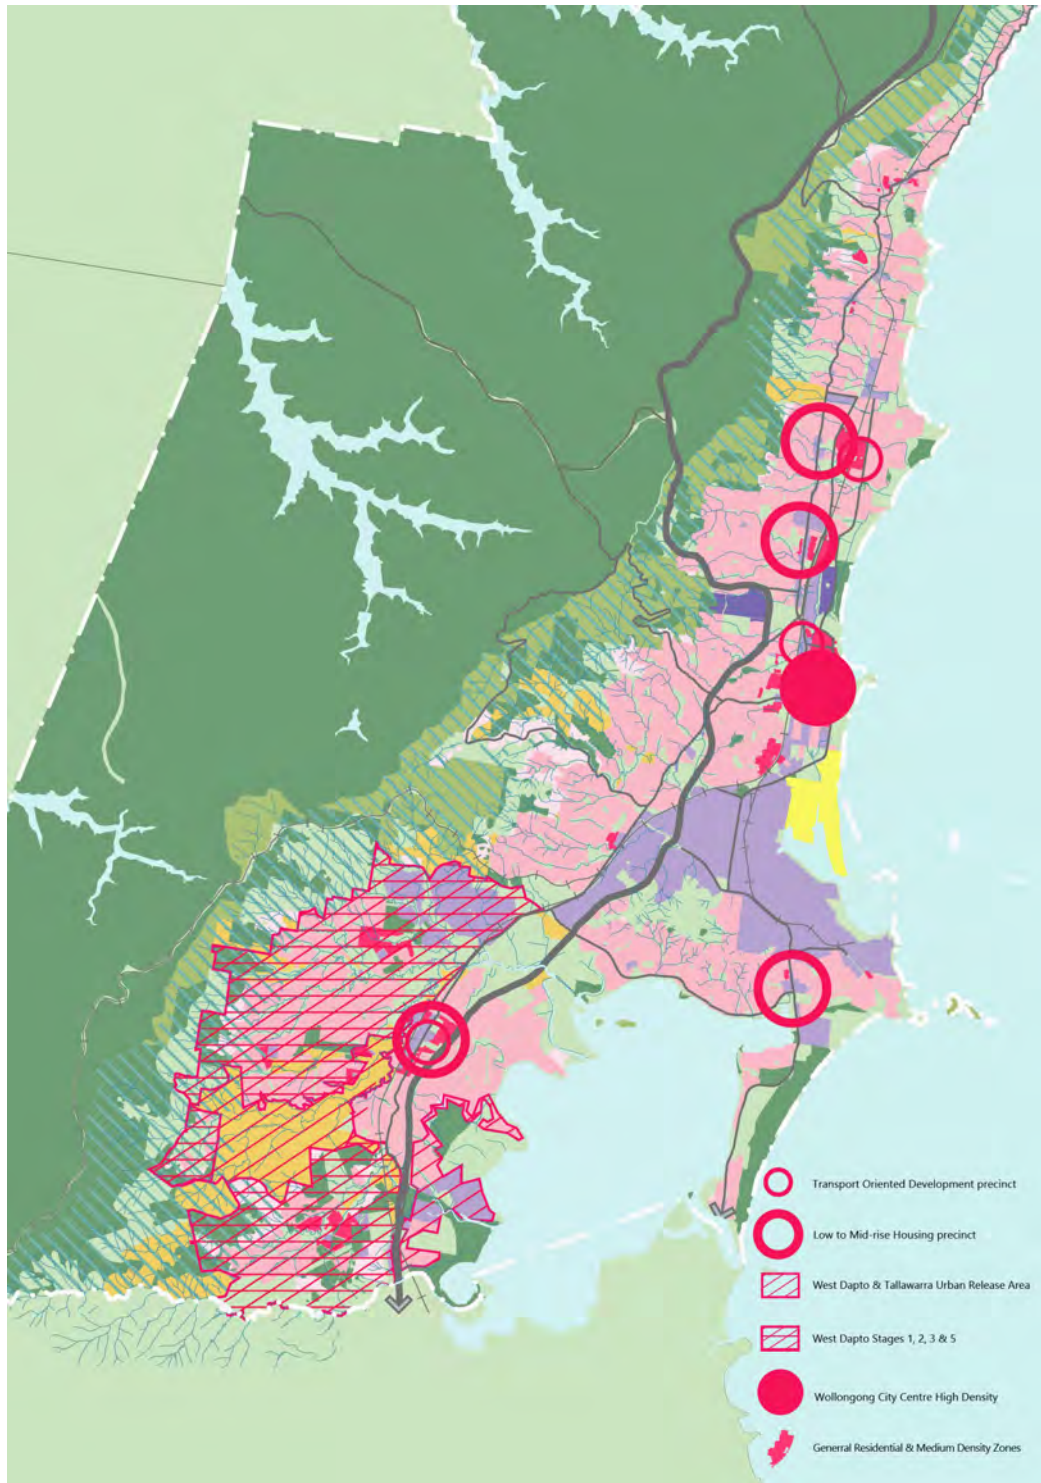 Transport Oriented Development precinct
Low to Mid-rise Housing precinct
West Dapto & Tallawarra Urban Release Area
West Dapto Stages 1, 2, 3 & 5
Wollongong City Centre High Density
Generral Residential & Medium Density Zones